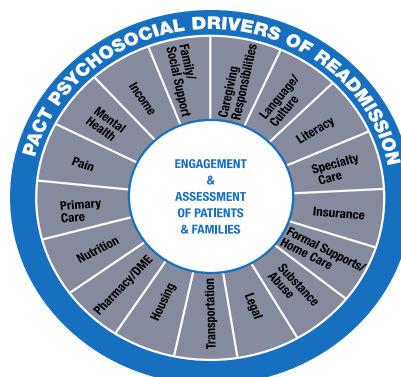 PACT PSYCHOSOCIAL DRIVERS OF READMISSION
Family/
Social Support
Caregiving
Responsibilities
Language/
Culture
Literacy
Specialty
Care
Insurance
Formal Supports/
Home Care
Substance
Abuse
Legal
Transportation
Housing
Pharmacy/DME
Nutrition
Primary
Care
Pain
Mental
Health
Income
ENGAGEMENT
&
ASSESSMENT
OF PATIENTS
& FAMILIES